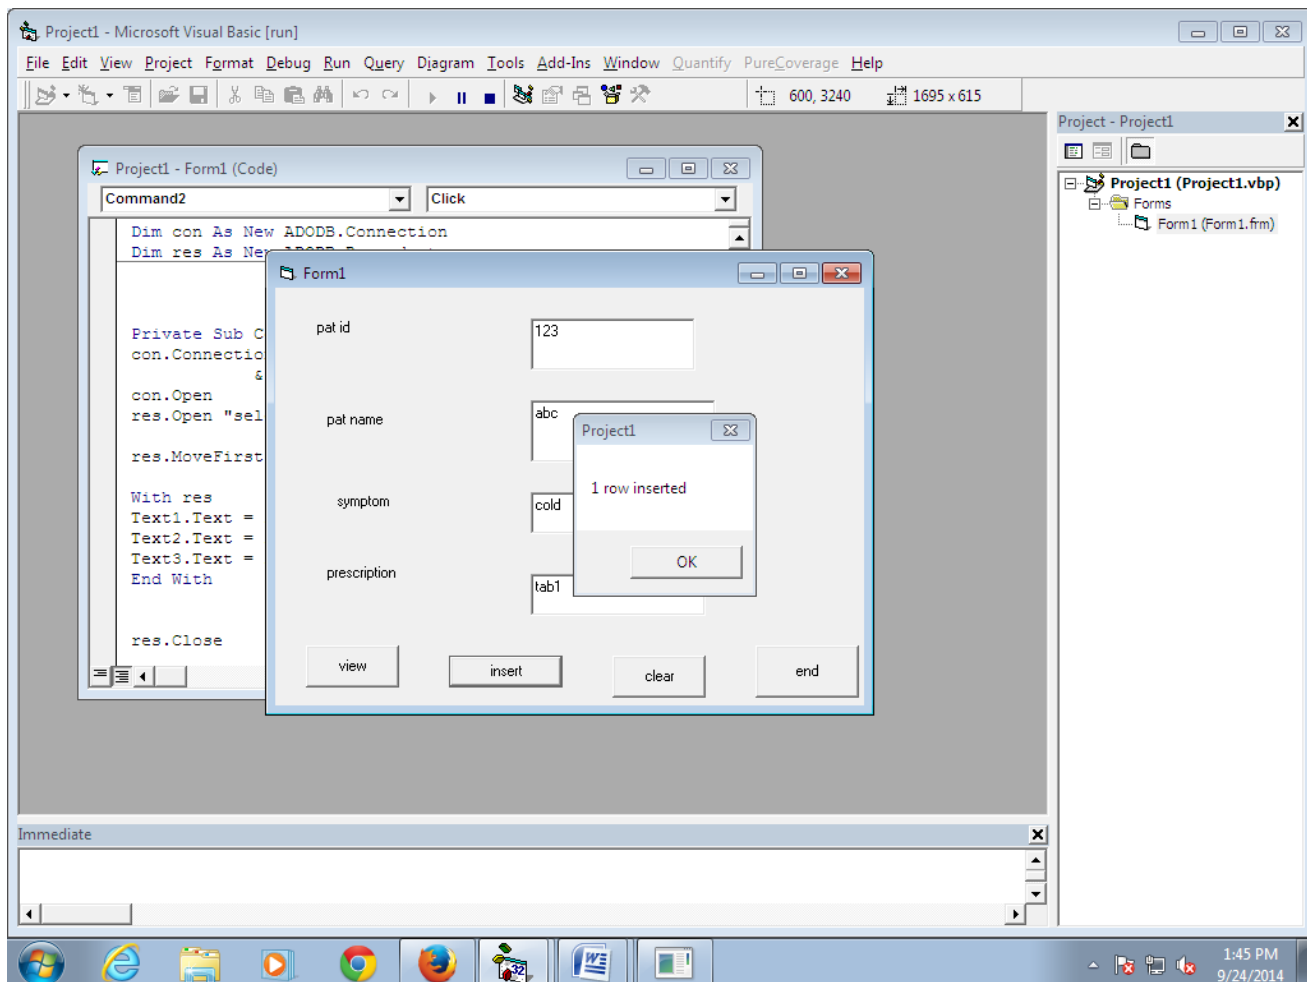 Project1 - Microsoft Visual Basic [run]
File Edit View Project Format Debug Run Query Diagram Tools Add-Ins Window Quantify PureCoverage Help
600, 3240 1695 x 615
Project - Project1
Project1 (Project1.vbp)
Forms
Form1 (Form1.frm)
Project1 - Form1 (Code)
Command2 Click
Dim con As New ADODB.Connection
Dim res As New
Private Sub C
con.Connectio
&
con.Open
res.Open "sel
res.MoveFirst
With res
Text1.Text =
Text2.Text =
Text3.Text =
End With
res.Close
Form1
pat id 123
pat name abc
symptom cold
prescription tab1
view insert clear end
Project1
1 row inserted
OK
Immediate
32
W
1:45 PM
9/24/2014